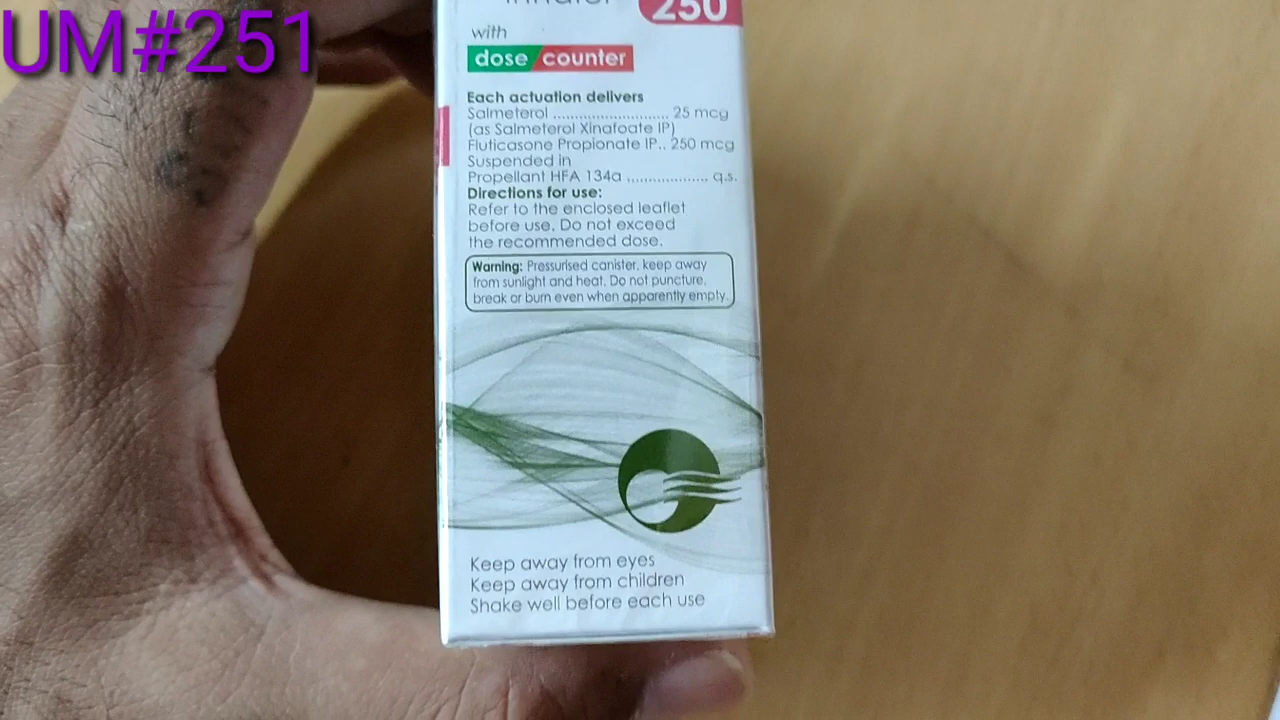 UM#251
Inhaler 250
with
dose counter
Each actuation delivers
Salmeterol .......................... 25 mcg
(as Salmeterol Xinafoate IP)
Fluticasone Propionate IP.. 250 mcg
Suspended in
Propellant HFA 134a ................... q.s.
Directions for use:
Refer to the enclosed leaflet
before use. Do not exceed
the recommended dose.
Warning: Pressurised canister, keep away
from sunlight and heat. Do not puncture,
break or burn even when apparently empty.
Keep away from eyes
Keep away from children
Shake well before each use